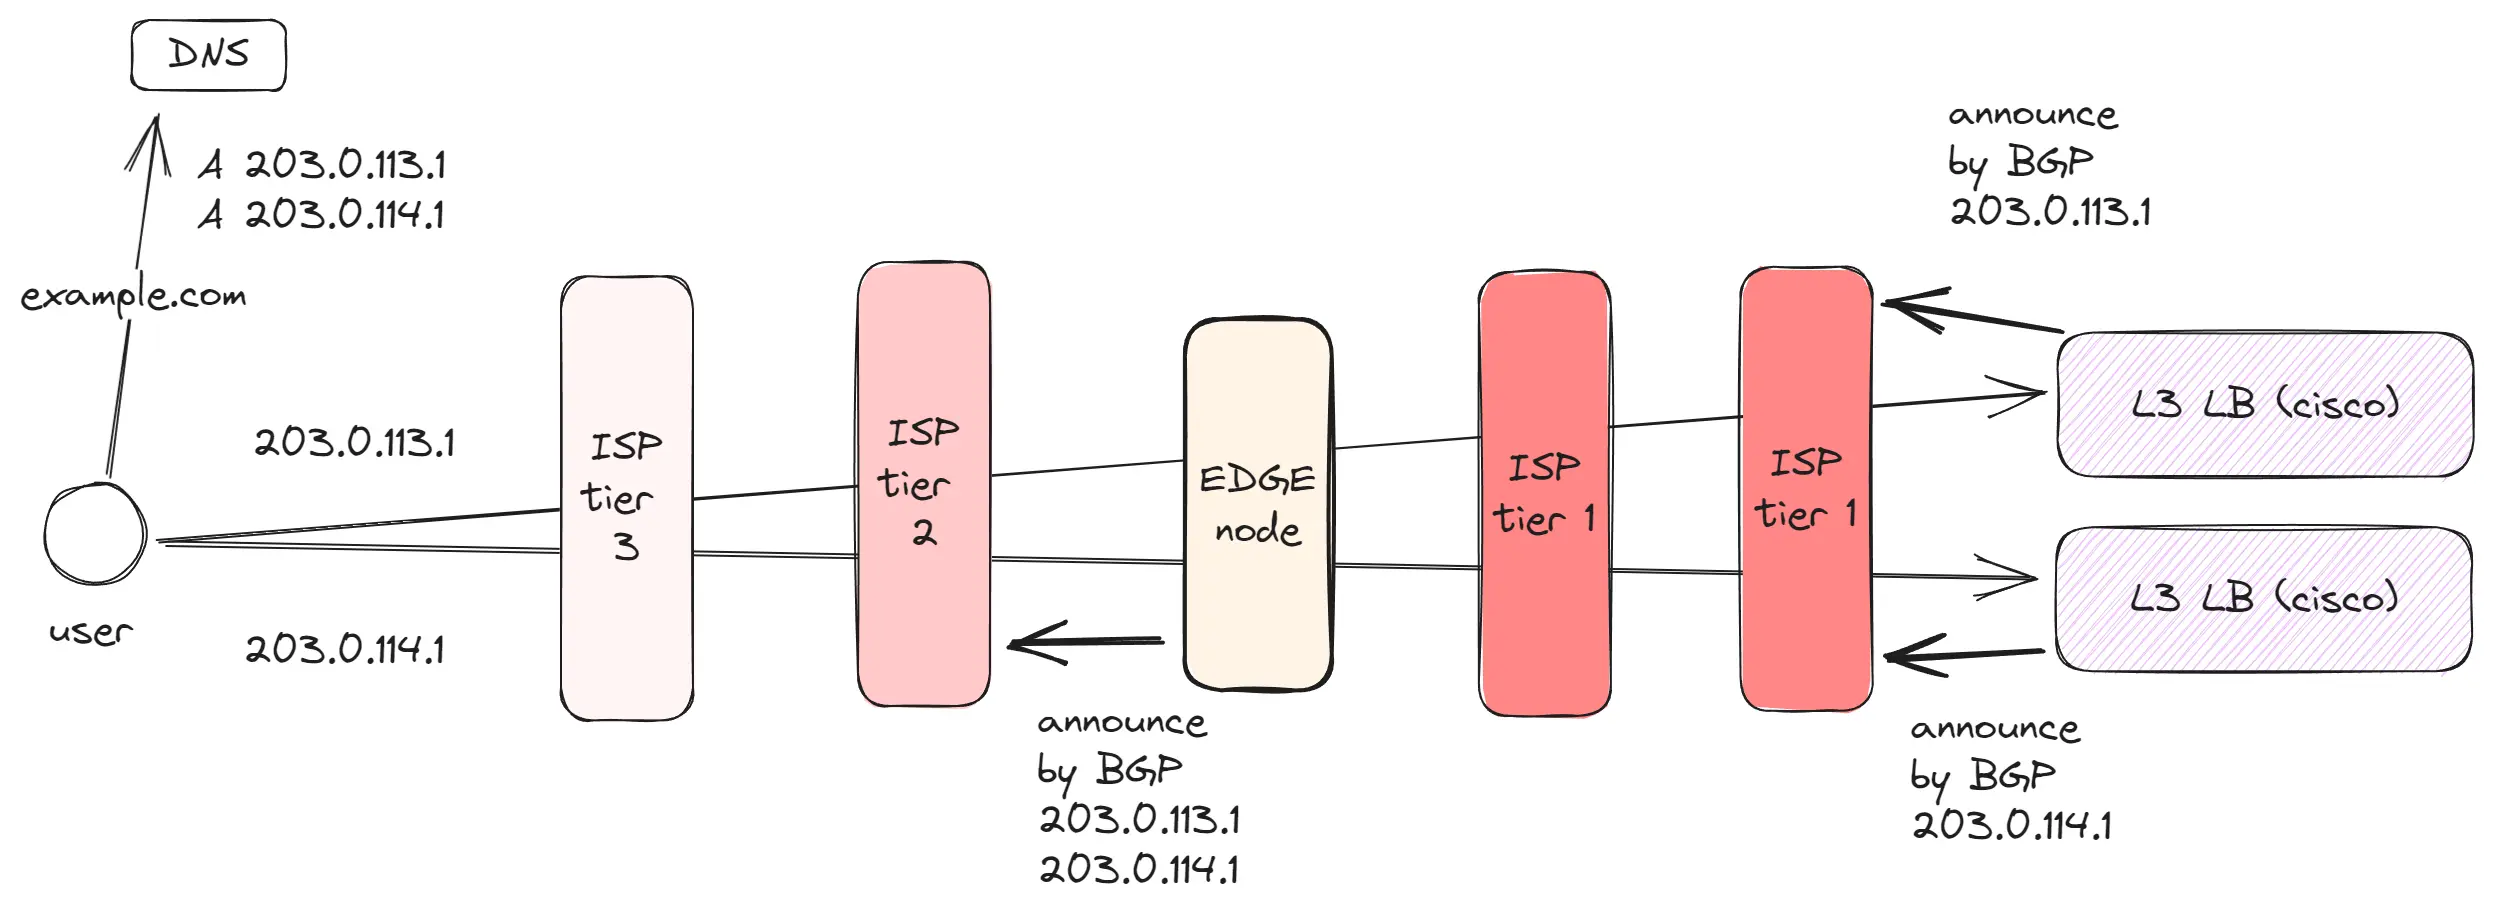 DNS
A 203.0.113.1
A 203.0.114.1
example.com
203.0.113.1
user
203.0.114.1
ISP
tier
3
ISP
tier
2
EDGE
node
announce
by BGP
203.0.113.1
203.0.114.1
ISP
tier 1
ISP
tier 1
announce
by BGP
203.0.113.1
L3 LB (cisco)
L3 LB (cisco)
announce
by BGP
203.0.114.1